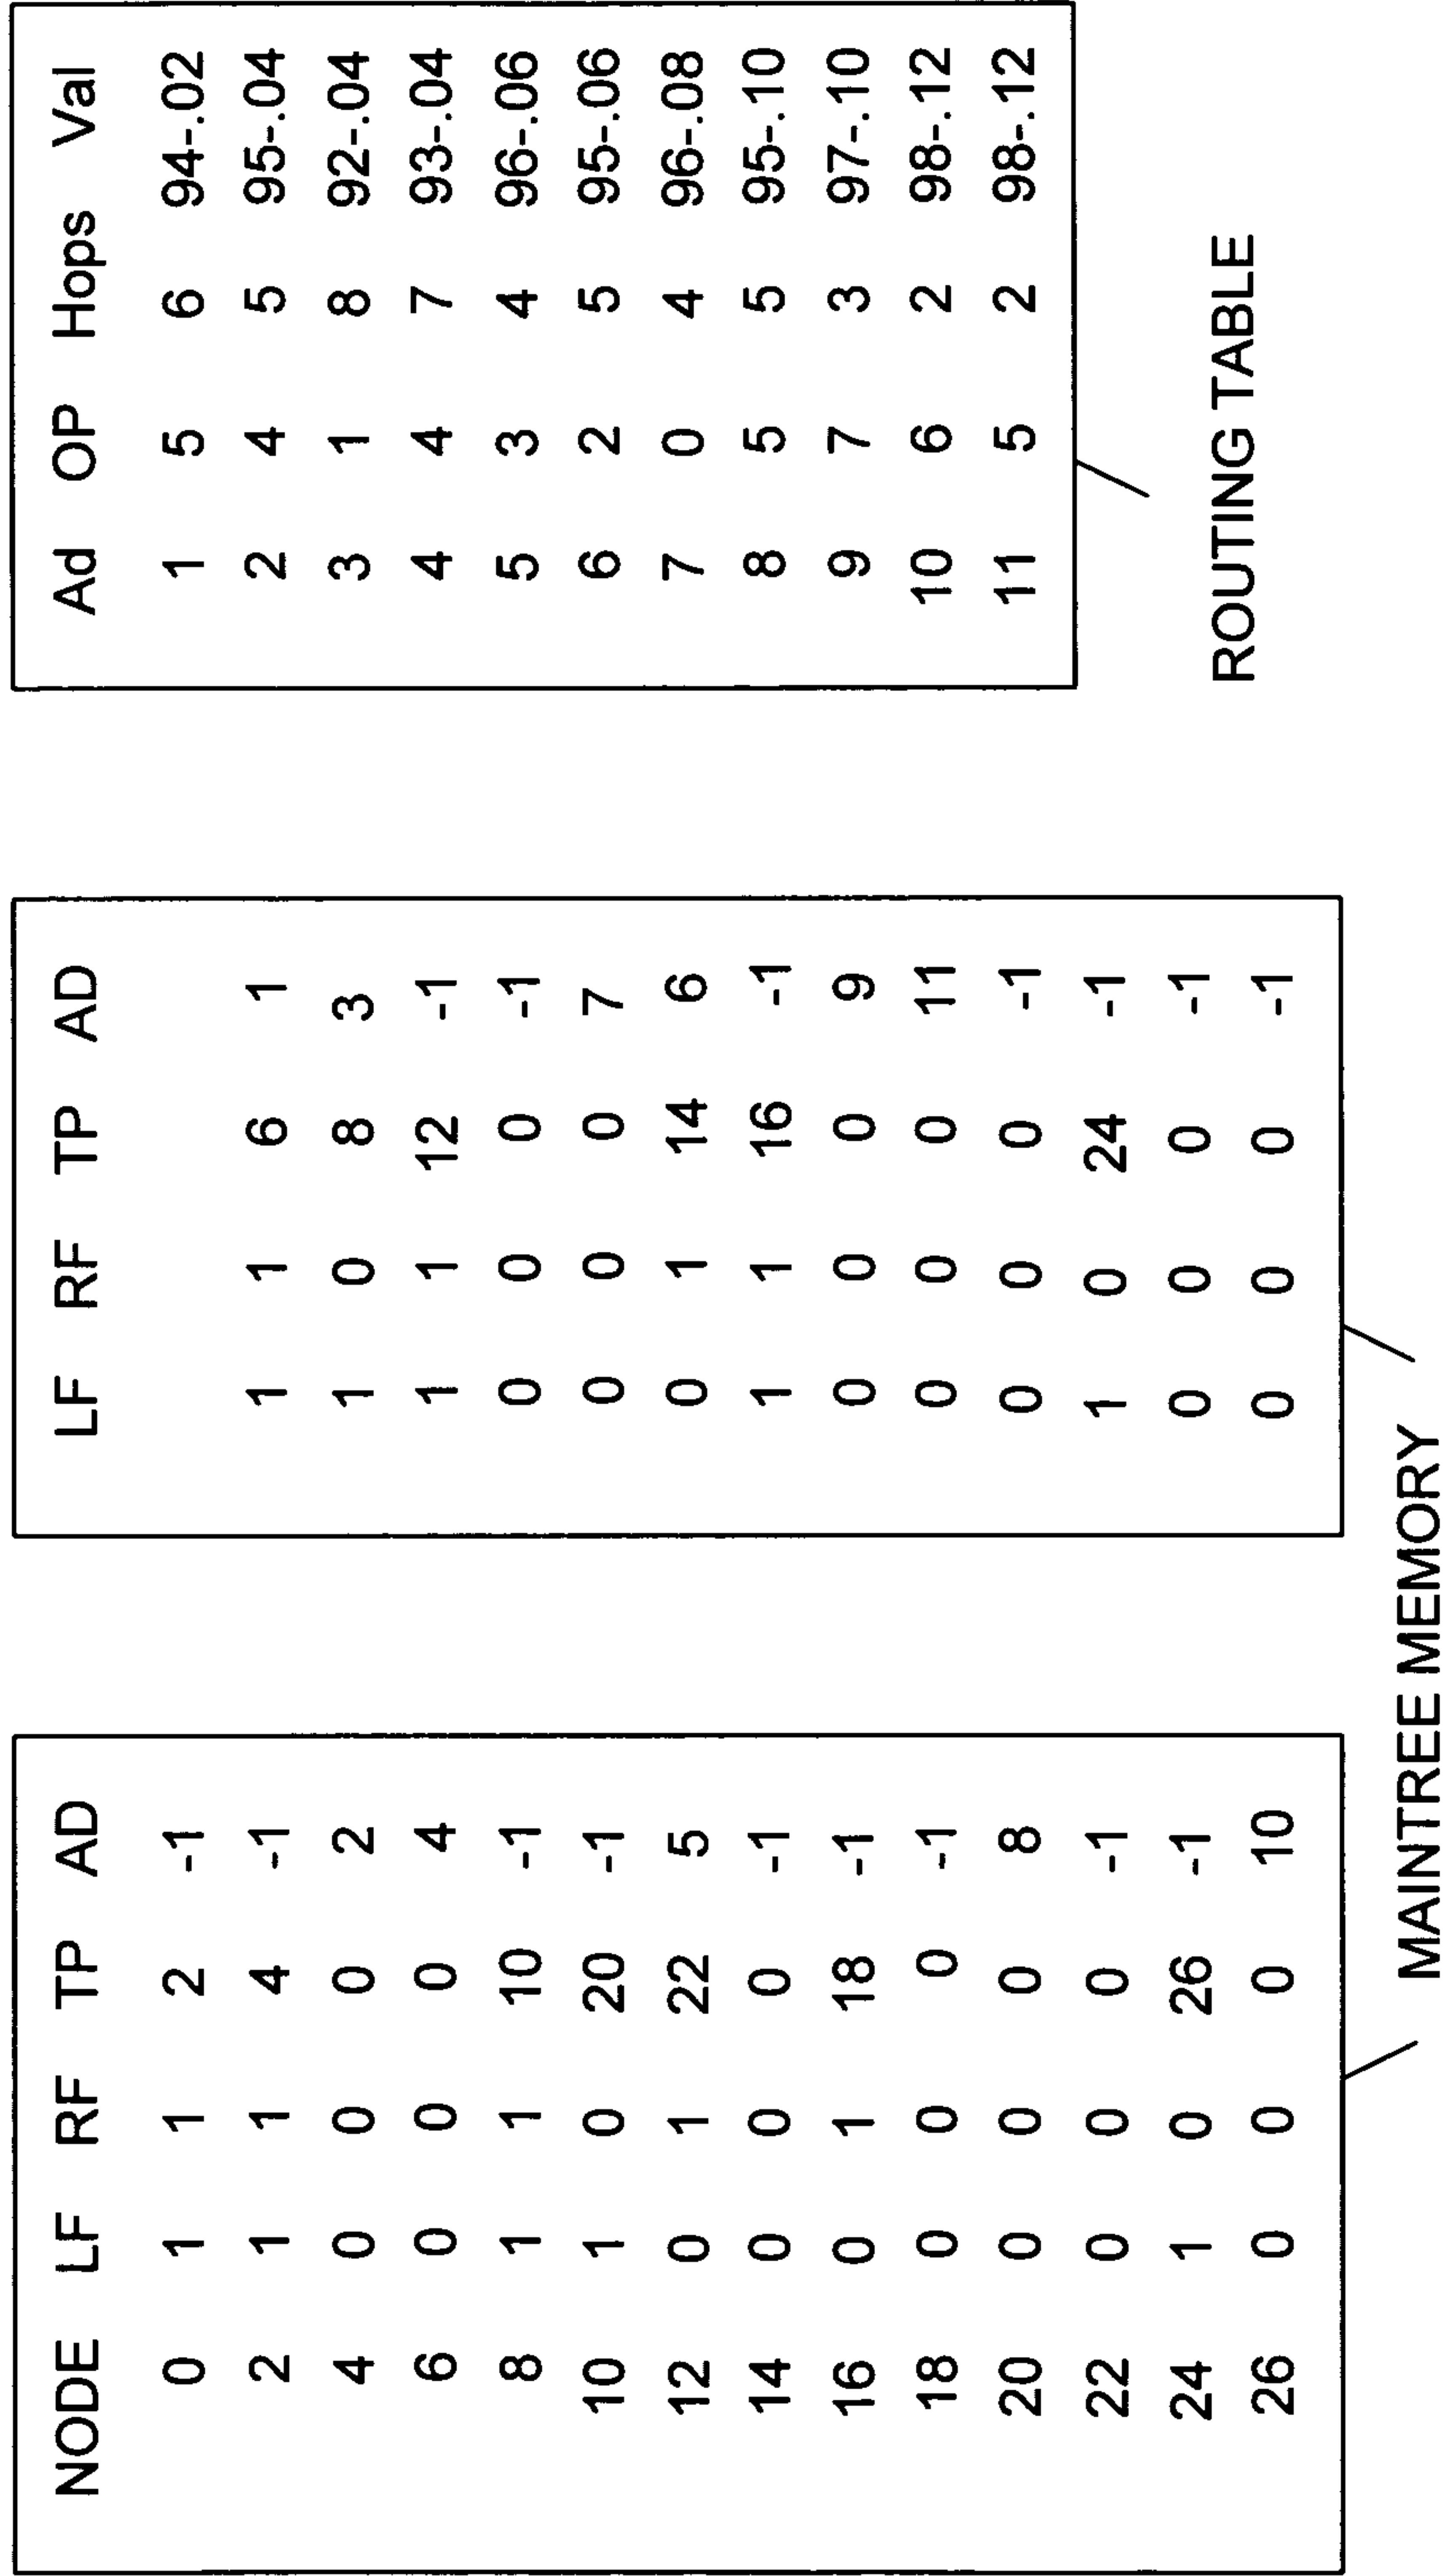 NODE LF RF TP AD
0 1 1 2 -1
2 1 1 4 -1
4 0 0 0 2
6 0 0 0 4
8 1 1 10 -1
10 1 0 20 -1
12 0 1 22 5
14 0 0 0 -1
16 0 1 18 -1
18 0 0 0 -1
20 0 0 0 8
22 0 0 0 -1
24 1 0 26 -1
26 0 0 0 10
LF RF TP AD
1 1 6 1
1 0 8 3
1 1 12 -1
0 0 0 -1
0 0 0 7
0 1 14 6
1 1 16 -1
0 0 0 9
0 0 0 11
0 0 0 -1
1 0 24 -1
0 0 0 -1
0 0 0 -1
MAINTREE MEMORY
Ad OP Hops Val
1 5 6 94-.02
2 4 5 95-.04
3 1 8 92-.04
4 4 7 93-.04
5 3 4 96-.06
6 2 5 95-.06
7 0 4 96-.08
8 5 5 95-.10
9 7 3 97-.10
10 6 2 98-.12
11 5 2 98-.12
ROUTING TABLE